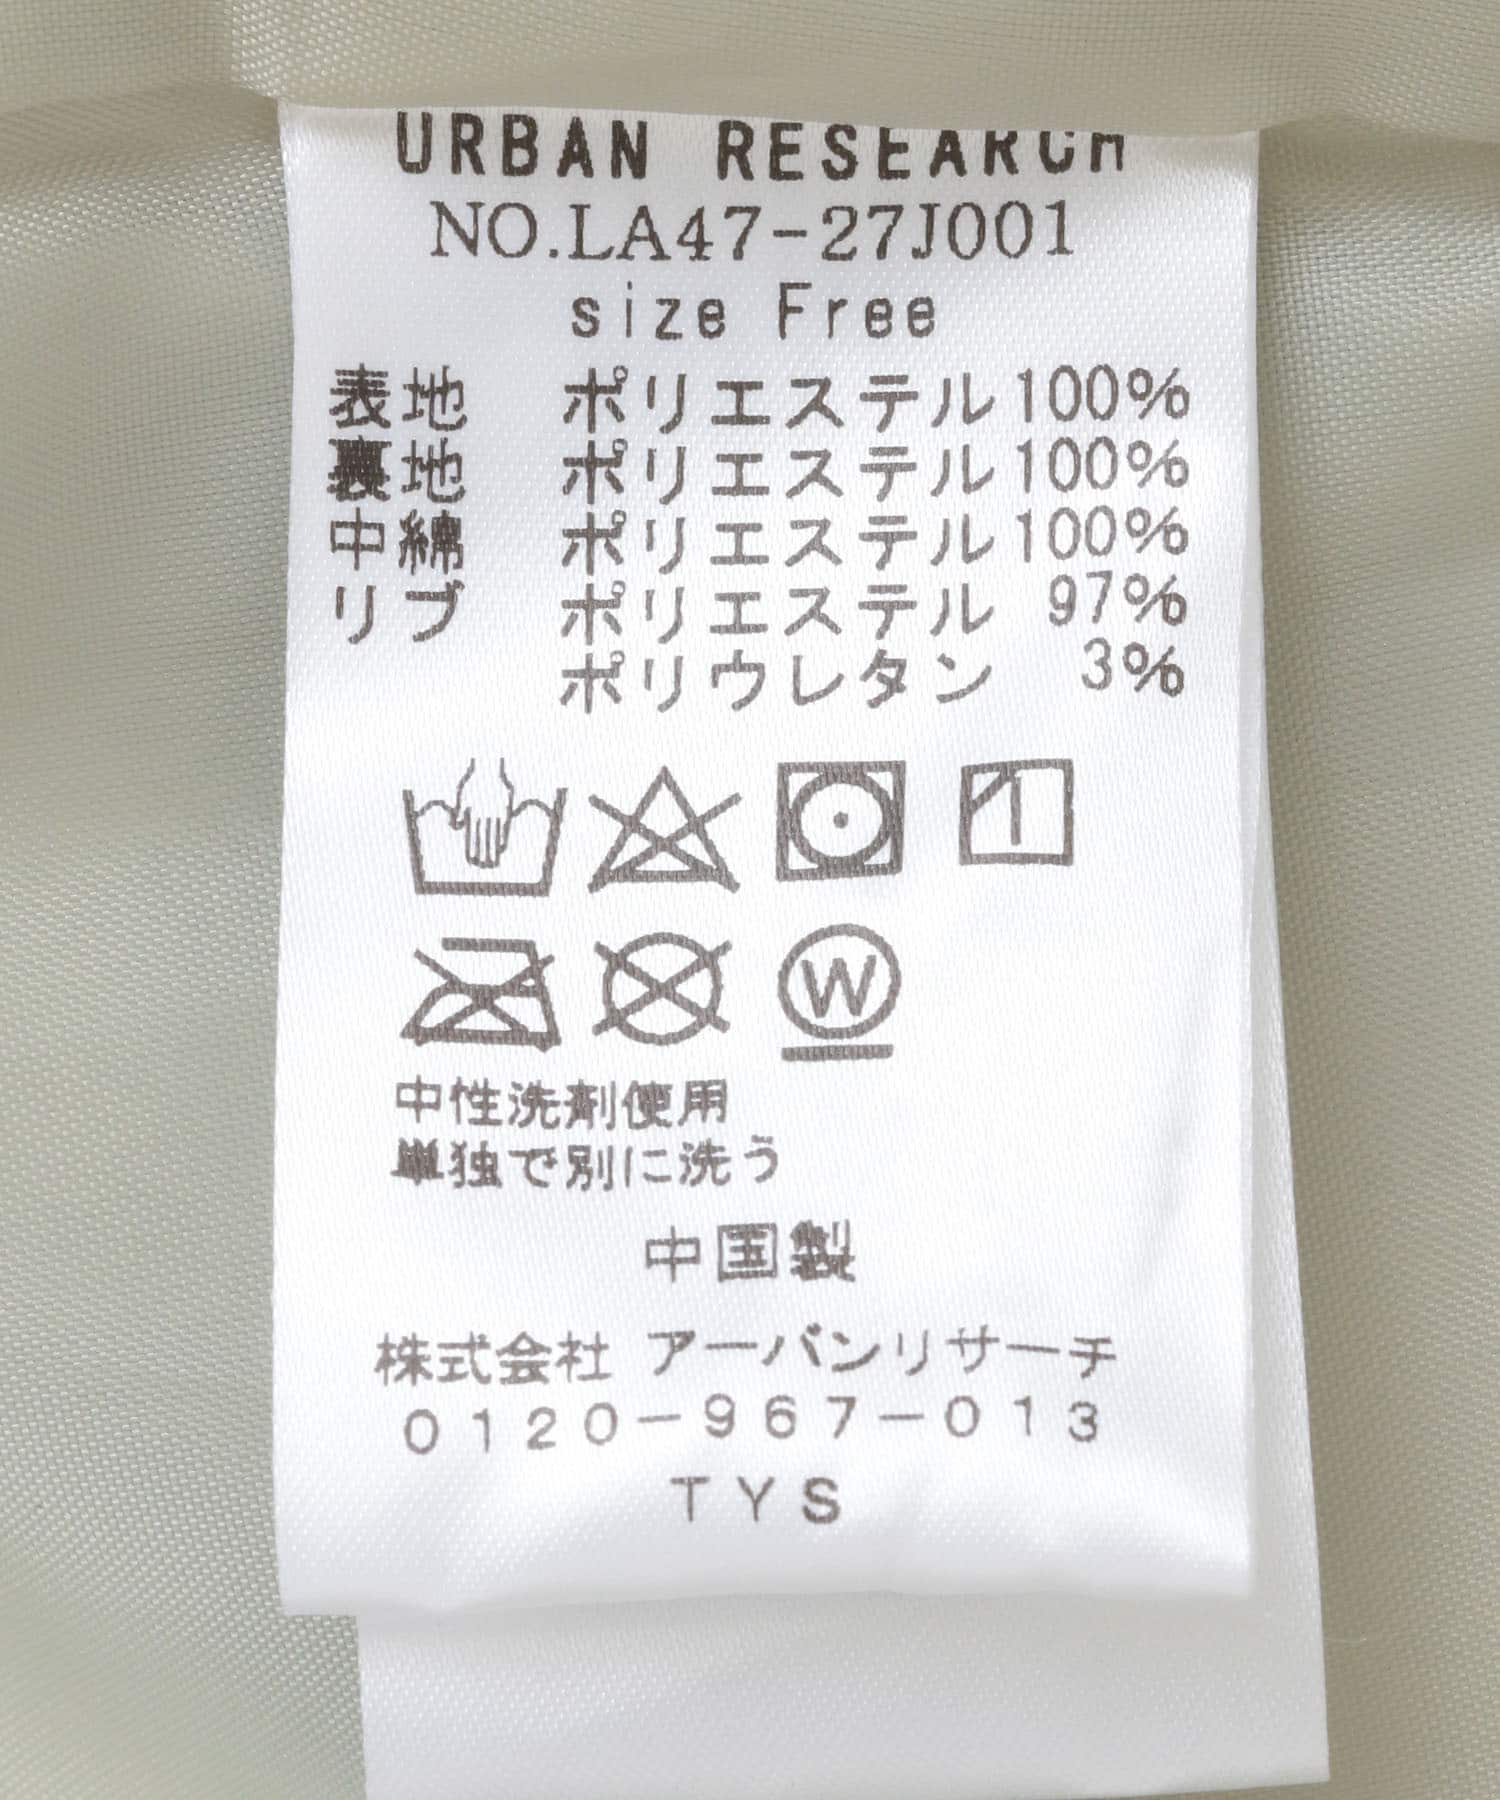 URBAN RESEARCH
NO.LA47-27J001
size Free
表地 ポリエステル100%
裏地 ポリエステル100%
中綿 ポリエステル100%
リブ ポリエステル 97%
ポリウレタン 3%
W
中性洗剤使用
単独で別に洗う
中国製
株式会社 アーバンリサーチ
0120-967-013
TYS